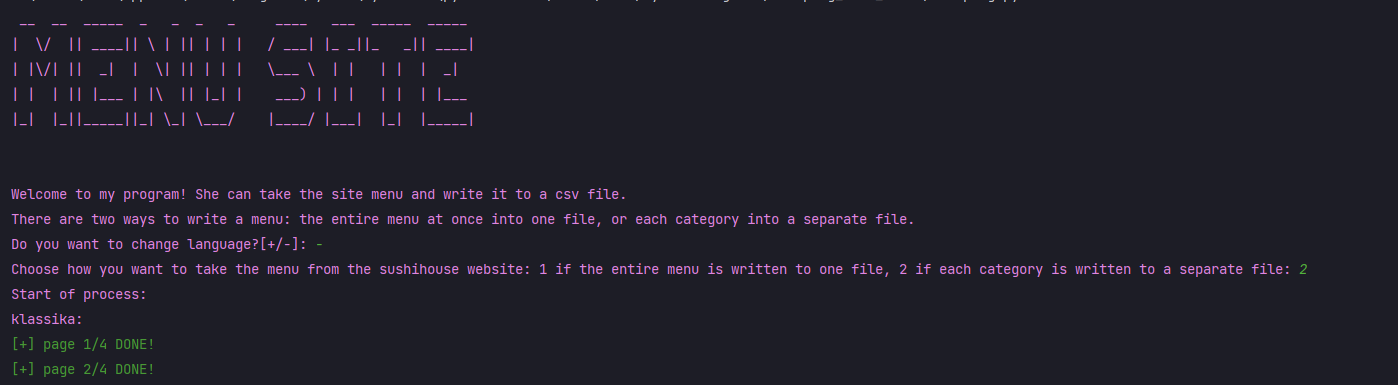 MENU SITE
Welcome to my program! She can take the site menu and write it to a csv file.
There are two ways to write a menu: the entire menu at once into one file, or each category into a separate file.
Do you want to change language?[+/-]: -
Choose how you want to take the menu from the sushihouse website: 1 if the entire menu is written to one file, 2 if each category is written to a separate file: 2
Start of process:
klassika:
[+] page 1/4 DONE!
[+] page 2/4 DONE!